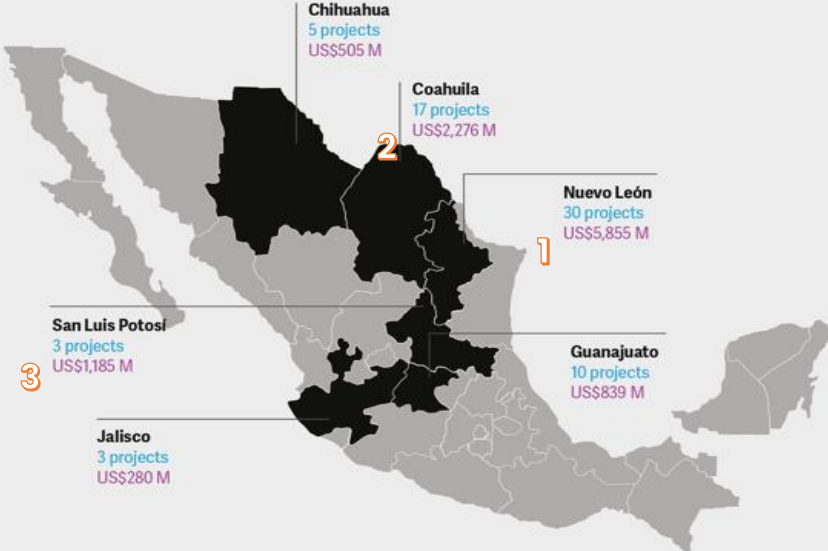 Chihuahua
5 projects
US$505 M
Coahuila
17 projects
US$2,276 M
2
Nuevo León
30 projects
US$5,855 M
1
San Luis Potosí
3 projects
US$1,185 M
3
Guanajuato
10 projects
US$839 M
Jalisco
3 projects
US$280 M